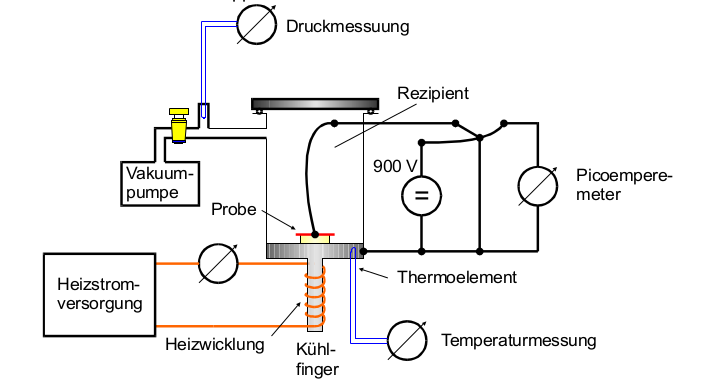 Druckmessuung
Rezipient
900 V
=
Vakuum-
pumpe
Picoempere-
meter
Probe
Thermoelement
Heizstrom-
versorgung
Heizwicklung
Kühl-
finger
Temperaturmessung